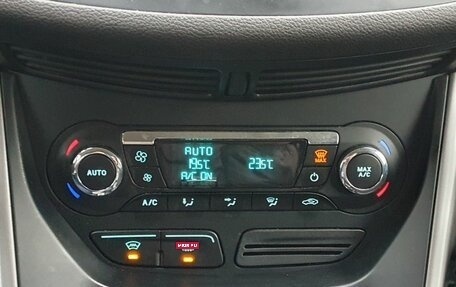 AUTO
19.5°C 23.5°C
A/C ON
MAX
AUTO
MAX
A/C
A/C